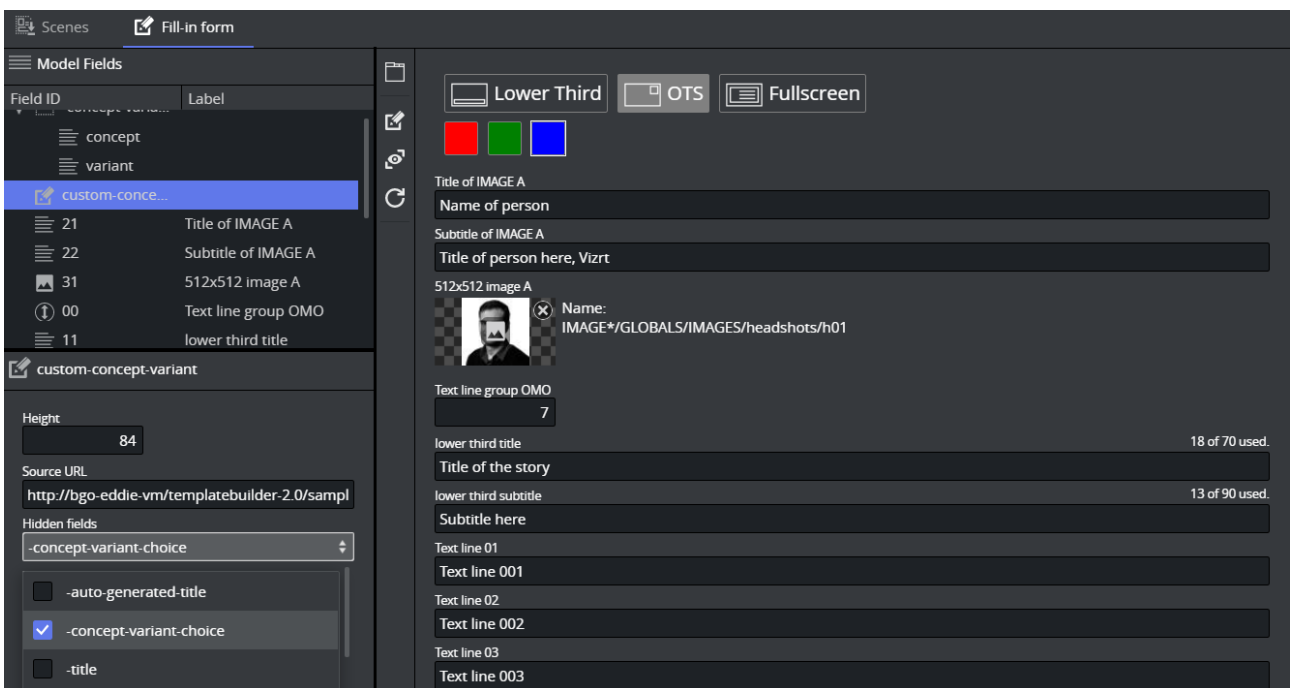 Scenes
Fill-in form
Model Fields
Field ID Label
concept-varia...
concept
variant
custom-conce...
21 Title of IMAGE A
22 Subtitle of IMAGE A
31 512x512 image A
00 Text line group OMO
11 lower third title
custom-concept-variant
Height
84
Source URL
http://bgo-eddie-vm/templatebuilder-2.0/sampl
Hidden fields
-concept-variant-choice
-auto-generated-title
-concept-variant-choice
-title
Lower Third OTS Fullscreen
Title of IMAGE A
Name of person
Subtitle of IMAGE A
Title of person here, Vizrt
512x512 image A
Name:
IMAGE*/GLOBALS/IMAGES/headshots/h01
Text line group OMO
7
lower third title 18 of 70 used.
Title of the story
lower third subtitle 13 of 90 used.
Subtitle here
Text line 01
Text line 001
Text line 02
Text line 002
Text line 03
Text line 003